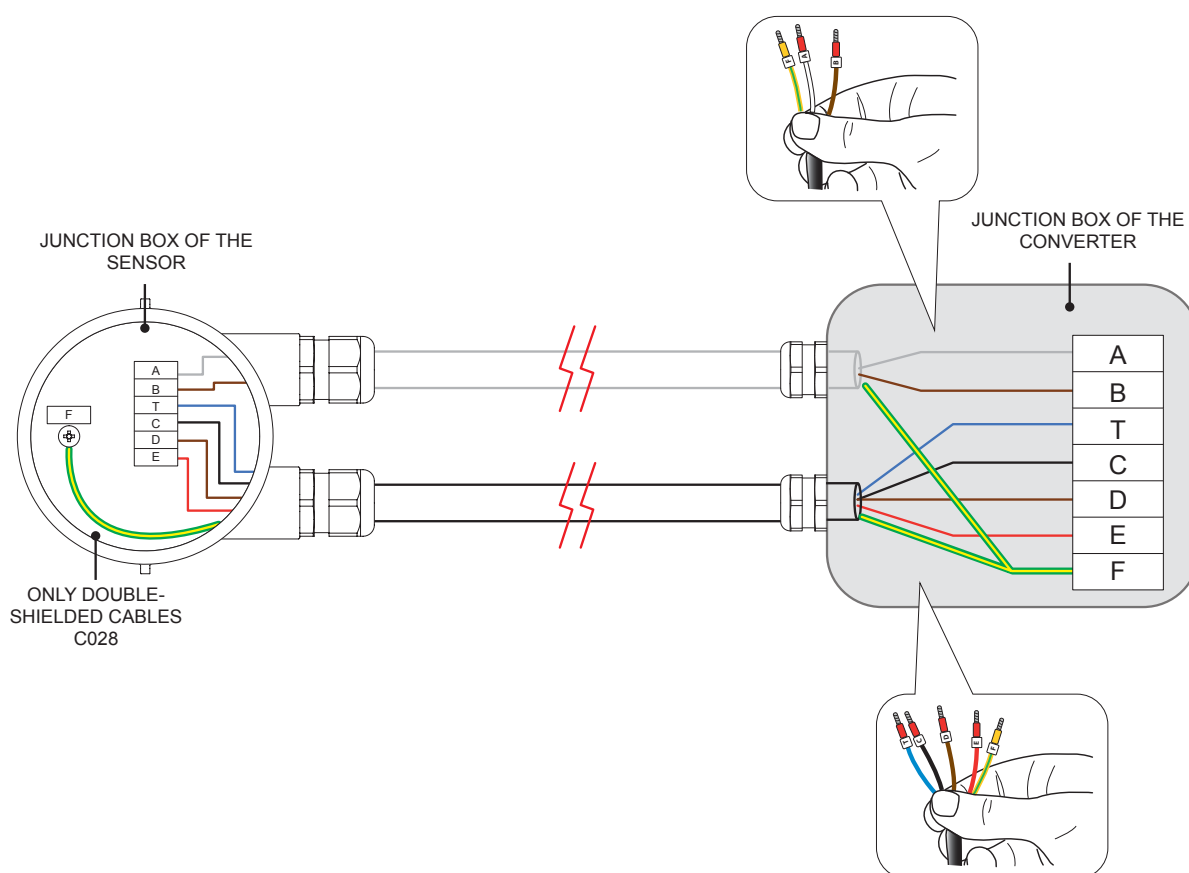 F
A
B
JUNCTION BOX OF THE
SENSOR
JUNCTION BOX OF THE
CONVERTER
A
B
T
C
D
E
F
A
B
T
C
D
E
F
ONLY DOUBLE-
SHIELDED CABLES
C028
T
C
D
E
F